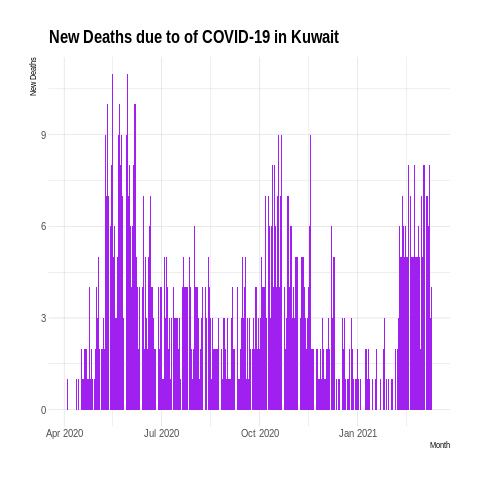 New Deaths due to of COVID-19 in Kuwait
New Deaths
9
6
3
0
Apr 2020 Jul 2020 Oct 2020 Jan 2021
Month